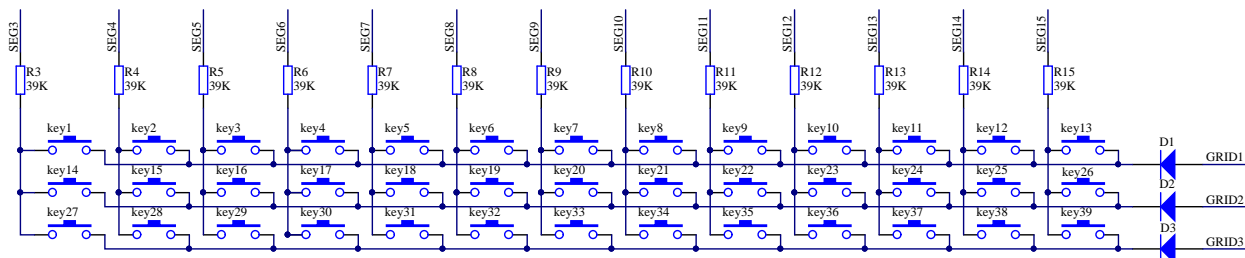 SEG3 SEG4 SEG5 SEG6 SEG7 SEG8 SEG9 SEG10 SEG11 SEG12 SEG13 SEG14 SEG15
R3 R4 R5 R6 R7 R8 R9 R10 R11 R12 R13 R14 R15
39K 39K 39K 39K 39K 39K 39K 39K 39K 39K 39K 39K 39K
key1 key2 key3 key4 key5 key6 key7 key8 key9 key10 key11 key12 key13 D1
GRID1
key14 key15 key16 key17 key18 key19 key20 key21 key22 key23 key24 key25 key26 D2
GRID2
key27 key28 key29 key30 key31 key32 key33 key34 key35 key36 key37 key38 key39 D3
GRID3